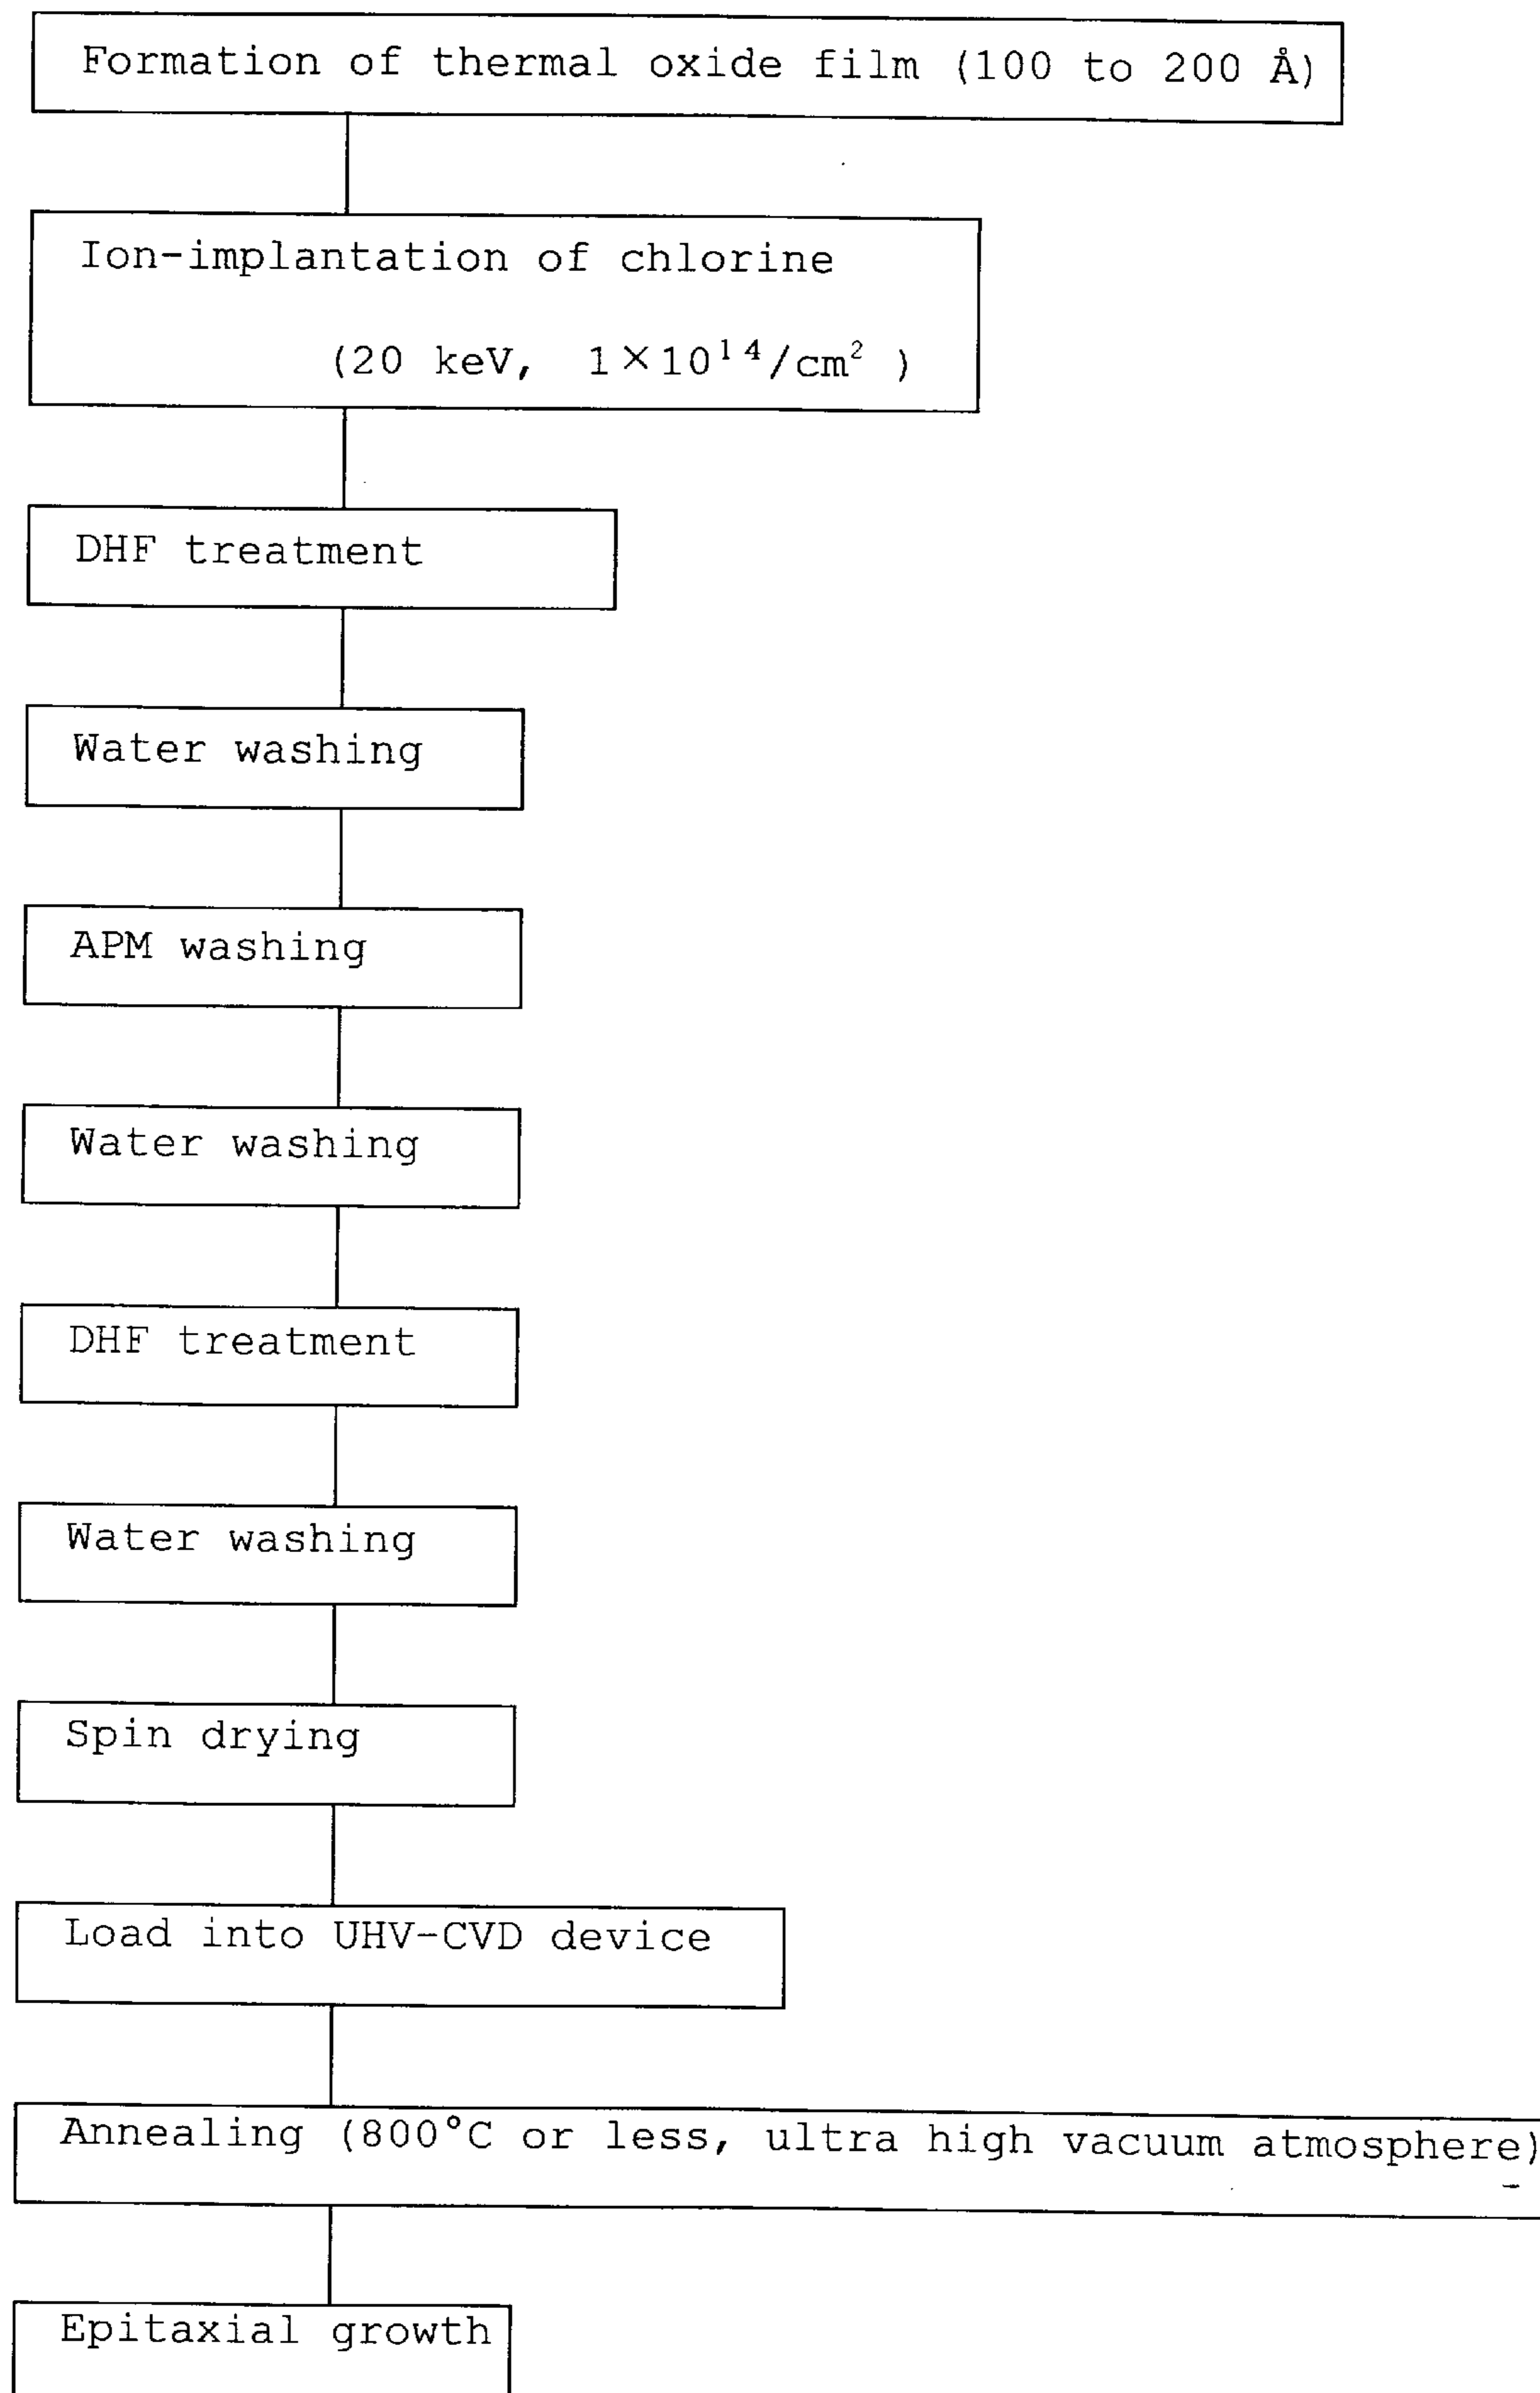 Formation of thermal oxide film (100 to 200 Å)
Ion-implantation of chlorine
(20 keV, 1×10¹⁴/cm² )
DHF treatment
Water washing
APM washing
Water washing
DHF treatment
Water washing
Spin drying
Load into UHV-CVD device
Annealing (800°C or less, ultra high vacuum atmosphere)
Epitaxial growth